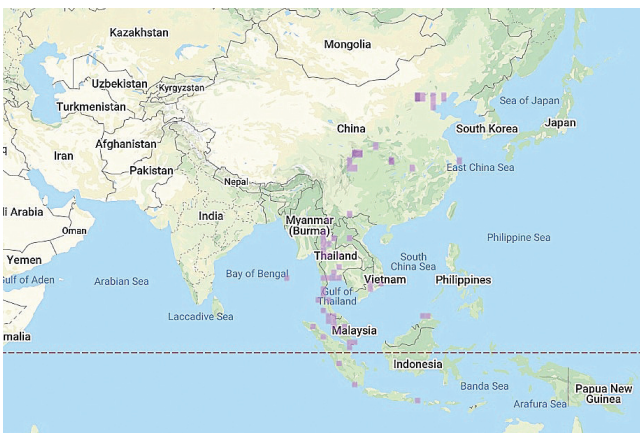 Kazakhstan
Mongolia
Uzbekistan
Kyrgyzstan
Turkmenistan
Sea of Japan
China
South Korea
Japan
Afghanistan
Iran
Pakistan
East China Sea
Nepal
li Arabia
India
Oman
Myanmar
(Burma)
Philippine Sea
Yemen
Thailand
South
China Sea
Gulf of Aden
Arabian Sea
Bay of Bengal
Vietnam
Philippines
Gulf of
Thailand
Laccadive Sea
Malaysia
malia
Indonesia
Banda Sea
Papua New
Guinea
Arafura Sea